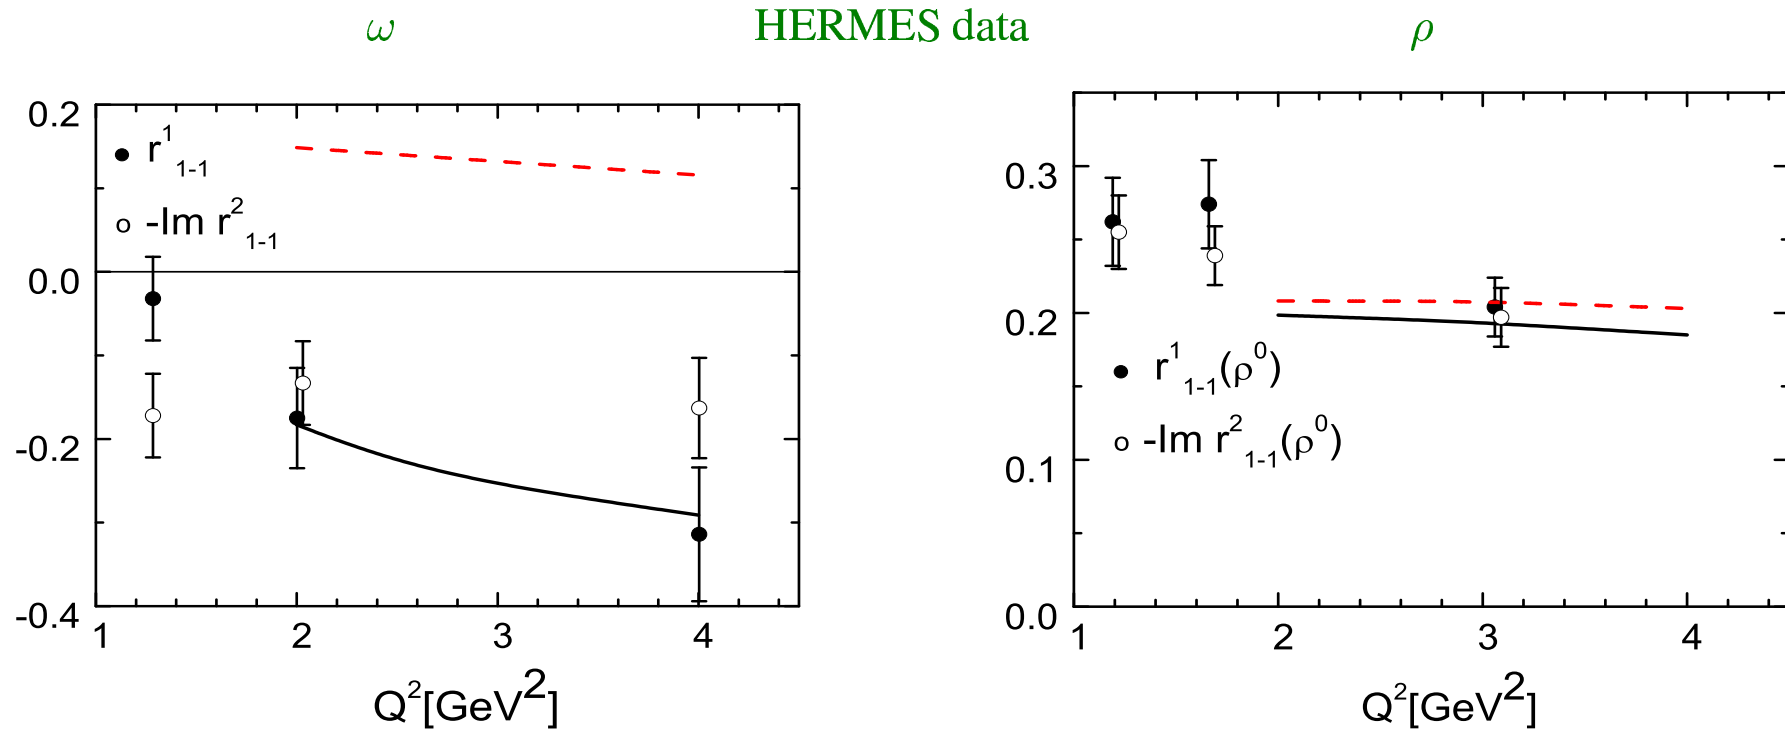 ω HERMES data ρ
0.2
0.0
-0.2
-0.4
r¹₁₋₁
-Im r²₁₋₁
1 2 3 4
Q²[GeV²]
0.3
0.2
0.1
0.0
r¹₁₋₁(ρ⁰)
-Im r²₁₋₁(ρ⁰)
1 2 3 4
Q²[GeV²]